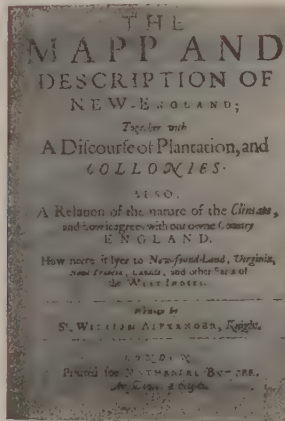 THE
MAPP AND
DESCRIPTION OF
NEW-ENGLAND;
Together with
A Discourse of Plantation, and
COLLONIES.
ALSO,
A Relation of the nature of the Climate,
and how it agrees with our owne Country
ENGLAND.
How neere it lyes to New-found-Land, Virginia,
Nova Francia, Canada, and other Parts of
the WEST-INDIES.
Written by
Sr. WILLIAM ALEXANDER, Knight.
LONDON
Printed for NATHANIEL BUTTER.